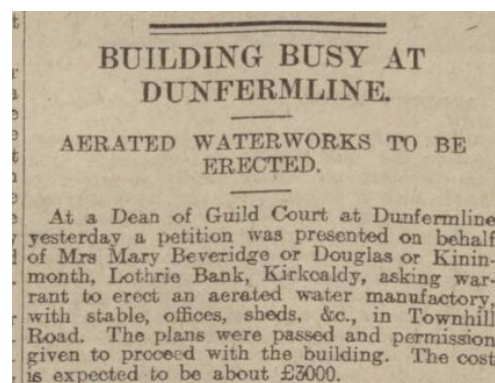 BUILDING BUSY AT
DUNFERMLINE.
AERATED WATERWORKS TO BE
ERECTED.
At a Dean of Guild Court at Dunfermline
yesterday a petition was presented on behalf
of Mrs Mary Beveridge or Douglas or Kinin-
month, Lothrie Bank, Kirkcaldy, asking war-
rant to erect an aerated water manufactory,
with stable, offices, sheds, &c., in Townhill
Road. The plans were passed and permission
given to proceed with the building. The cost
is expected to be about £3000.